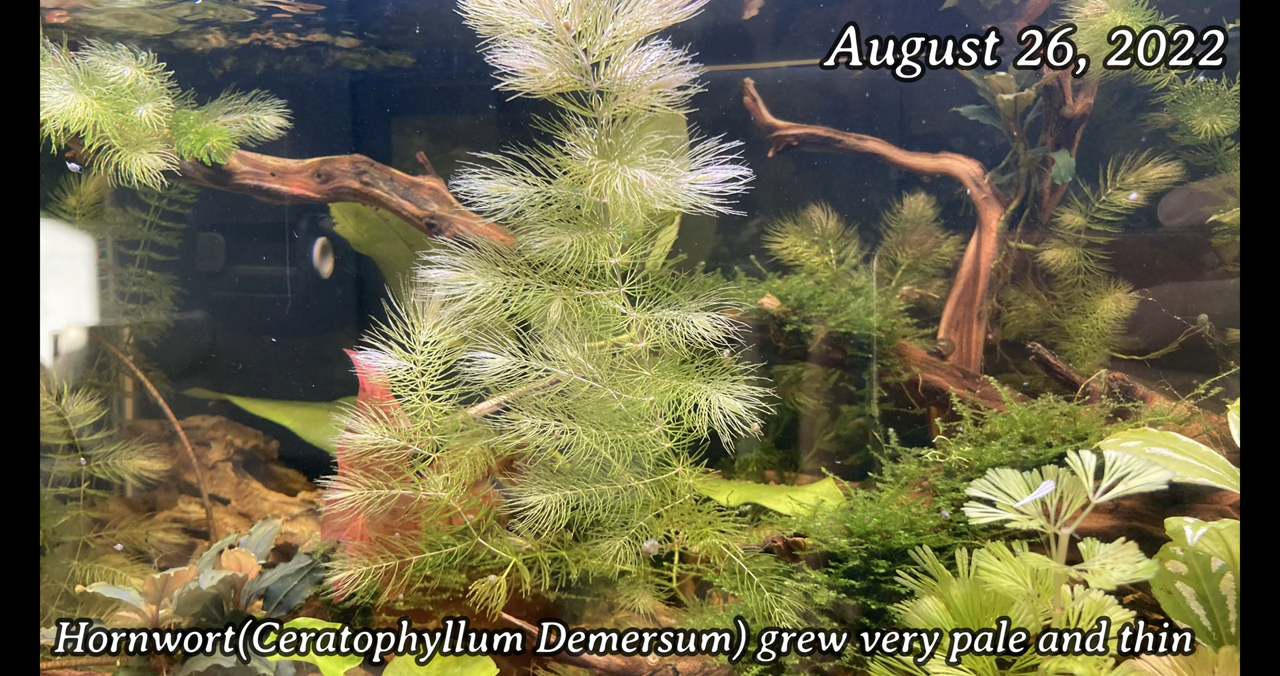 August 26, 2022
Hornwort(Ceratophyllum Demersum) grew very pale and thin